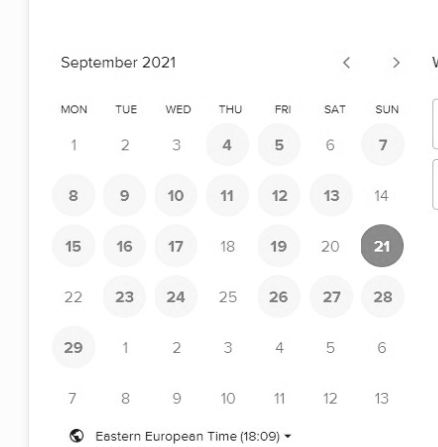 September 2021
MON TUE WED THU FRI SAT SUN
1 2 3 4 5 6 7
8 9 10 11 12 13 14
15 16 17 18 19 20 21
22 23 24 25 26 27 28
29 1 2 3 4 5 6
7 8 9 10 11 12 13
Eastern European Time (18:09)